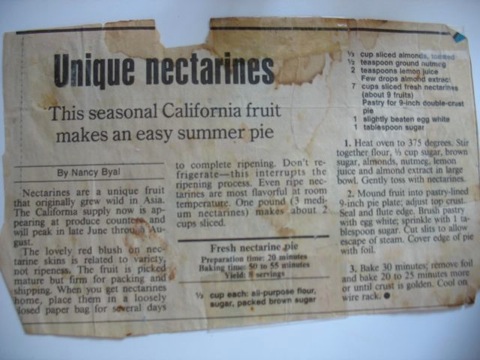 Unique nectarines
This seasonal California fruit
makes an easy summer pie
By Nancy Byal
Nectarines are a unique fruit
that originally grew wild in Asia.
The California supply now is ap-
pearing at produce counters and
will peak in late June through Au-
gust.
The lovely red blush on nec-
tarine skins is related to variety,
not ripeness. The fruit is picked
mature but firm for packing and
shipping. When you get nectarines
home, place them in a loosely
closed paper bag for several days
to complete ripening. Don't re-
frigerate—this interrupts the
ripening process. Even ripe nec-
tarines are most flavorful at room
temperature. One pound (3 medi-
um nectarines) makes about 2
cups sliced.
Fresh nectarine pie
Preparation time: 20 minutes
Baking time: 50 to 55 minutes
Yield: 8 servings
⅓ cup each: all-purpose flour,
sugar, packed brown sugar
cup sliced almonds,
½ teaspoon ground nutmeg
2 teaspoons lemon juice
Few drops almond extract
7 cups sliced fresh nectarines
(about 9 fruits)
Pastry for 9-inch double-crust
pie
1 slightly beaten egg white
1 tablespoon sugar
1. Heat oven to 375 degrees. Stir
together flour, ⅓ cup sugar, brown
sugar, almonds, nutmeg, lemon
juice and almond extract in large
bowl. Gently toss with nectarines.
2. Mound fruit into pastry-lined
9-inch pie plate; adjust top crust.
Seal and flute edge. Brush pastry
with egg white; sprinkle with 1 ta-
blespoon sugar. Cut slits to allow
escape of steam. Cover edge of pie
with foil.
3. Bake 30 minutes; remove foil
and bake 20 to 25 minutes more
or until crust is golden. Cool on
wire rack. ●